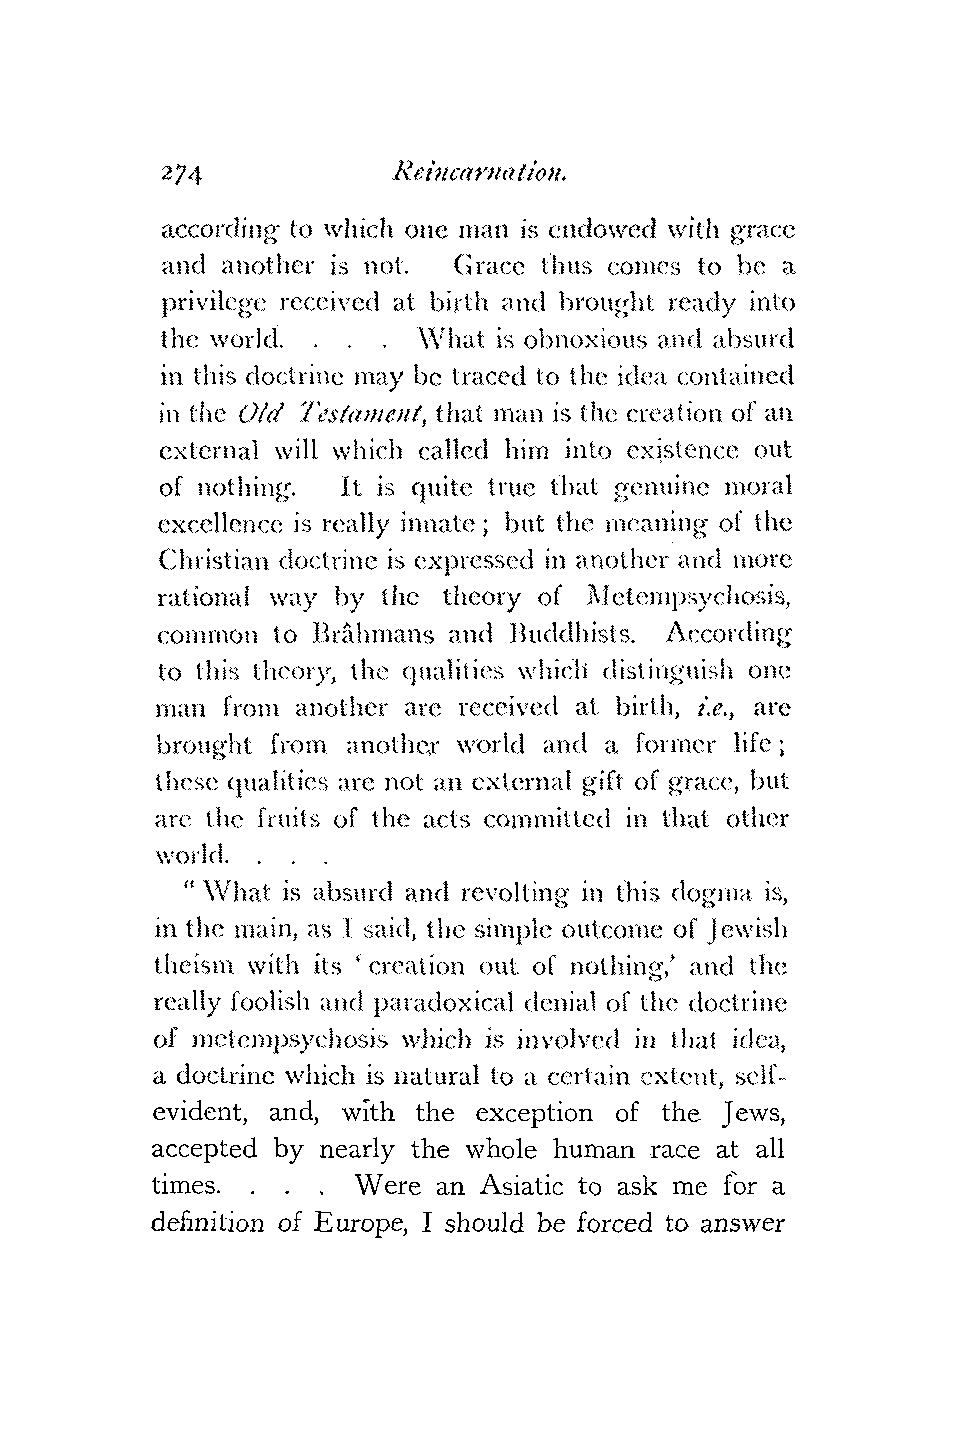 274 Reincarnation.
according to which one man is endowed with grace
and another is not. Grace thus comes to be a
privilege received at birth and brought ready into
the world. . . . What is obnoxious and absurd
in this doctrine may be traced to the idea contained
in the Old Testament, that man is the creation of an
external will which called him into existence out
of nothing. It is quite true that genuine moral
excellence is really innate ; but the meaning of the
Christian doctrine is expressed in another and more
rational way by the theory of Metempsychosis,
common to Brâhmans and Buddhists. According
to this theory, the qualities which distinguish one
man from another are received at birth, i.e., are
brought from another world and a former life ;
these qualities are not an external gift of grace, but
are the fruits of the acts committed in that other
world. . . .
“ What is absurd and revolting in this dogma is,
in the main, as I said, the simple outcome of Jewish
theism with its ‘ creation out of nothing,’ and the
really foolish and paradoxical denial of the doctrine
of metempsychosis which is involved in that idea,
a doctrine which is natural to a certain extent, self-
evident, and, with the exception of the Jews,
accepted by nearly the whole human race at all
times. . . . Were an Asiatic to ask me for a
definition of Europe, I should be forced to answer